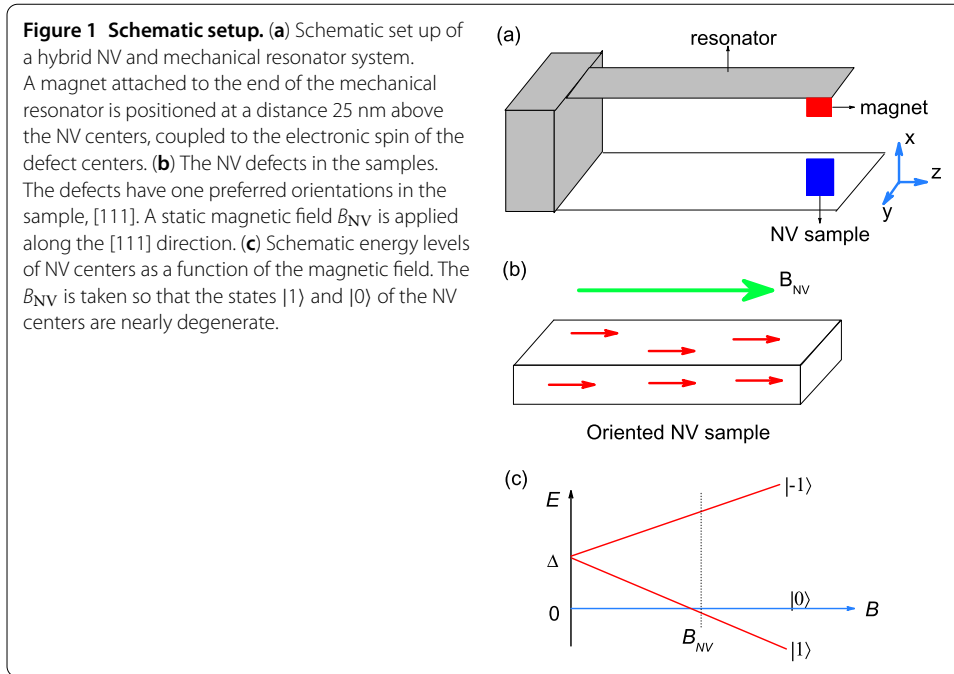 Figure 1 Schematic setup. (a) Schematic set up of
a hybrid NV and mechanical resonator system.
A magnet attached to the end of the mechanical
resonator is positioned at a distance 25 nm above
the NV centers, coupled to the electronic spin of the
defect centers. (b) The NV defects in the samples.
The defects have one preferred orientations in the
sample, [111]. A static magnetic field B_NV is applied
along the [111] direction. (c) Schematic energy levels
of NV centers as a function of the magnetic field. The
B_NV is taken so that the states |1⟩ and |0⟩ of the NV
centers are nearly degenerate.
(a)
resonator
magnet
x
z
y
NV sample
(b)
B_NV
Oriented NV sample
(c)
E
|-1⟩
Δ
|0⟩
0
B
B_NV
|1⟩